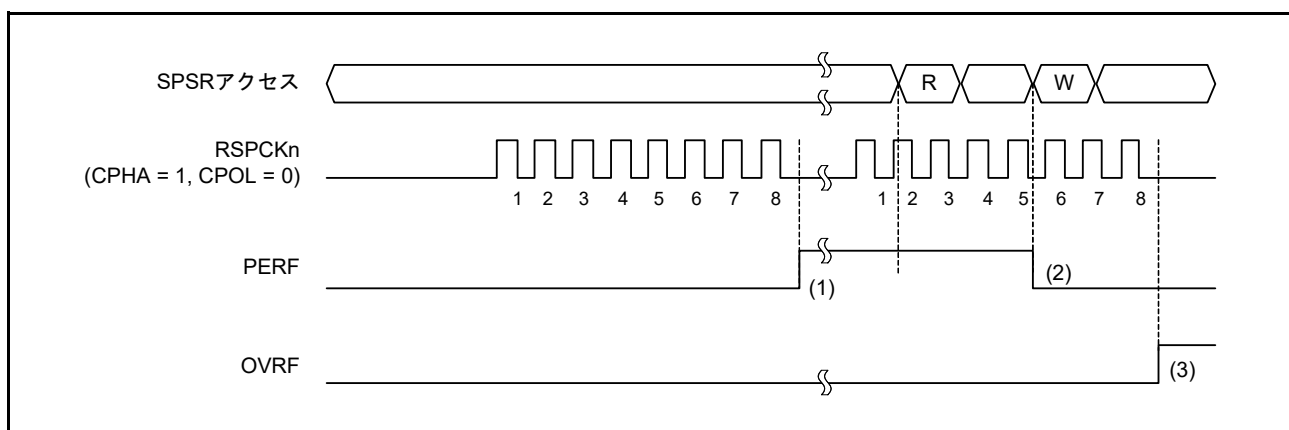 SPSRアクセス
R
W
RSPCKn
(CPHA = 1, CPOL = 0)
1 2 3 4 5 6 7 8 1 2 3 4 5 6 7 8
PERF
(1)
(2)
OVRF
(3)